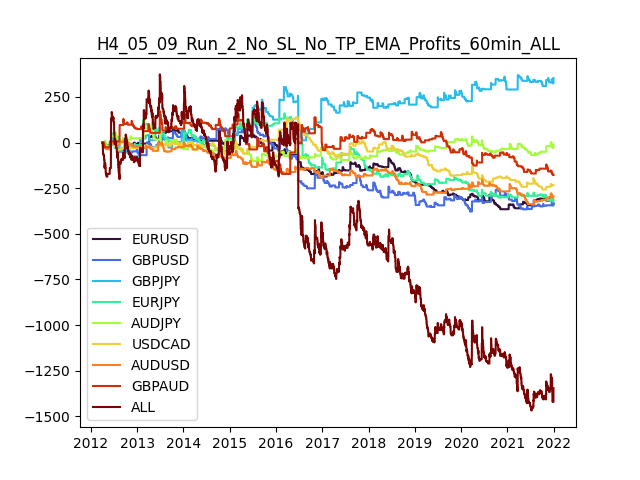 H4_05_09_Run_2_No_SL_No_TP_EMA_Profits_60min_ALL
250
0
−250
−500
−750
−1000
−1250
−1500
EURUSD
GBPUSD
GBPJPY
EURJPY
AUDJPY
USDCAD
AUDUSD
GBPAUD
ALL
2012 2013 2014 2015 2016 2017 2018 2019 2020 2021 2022